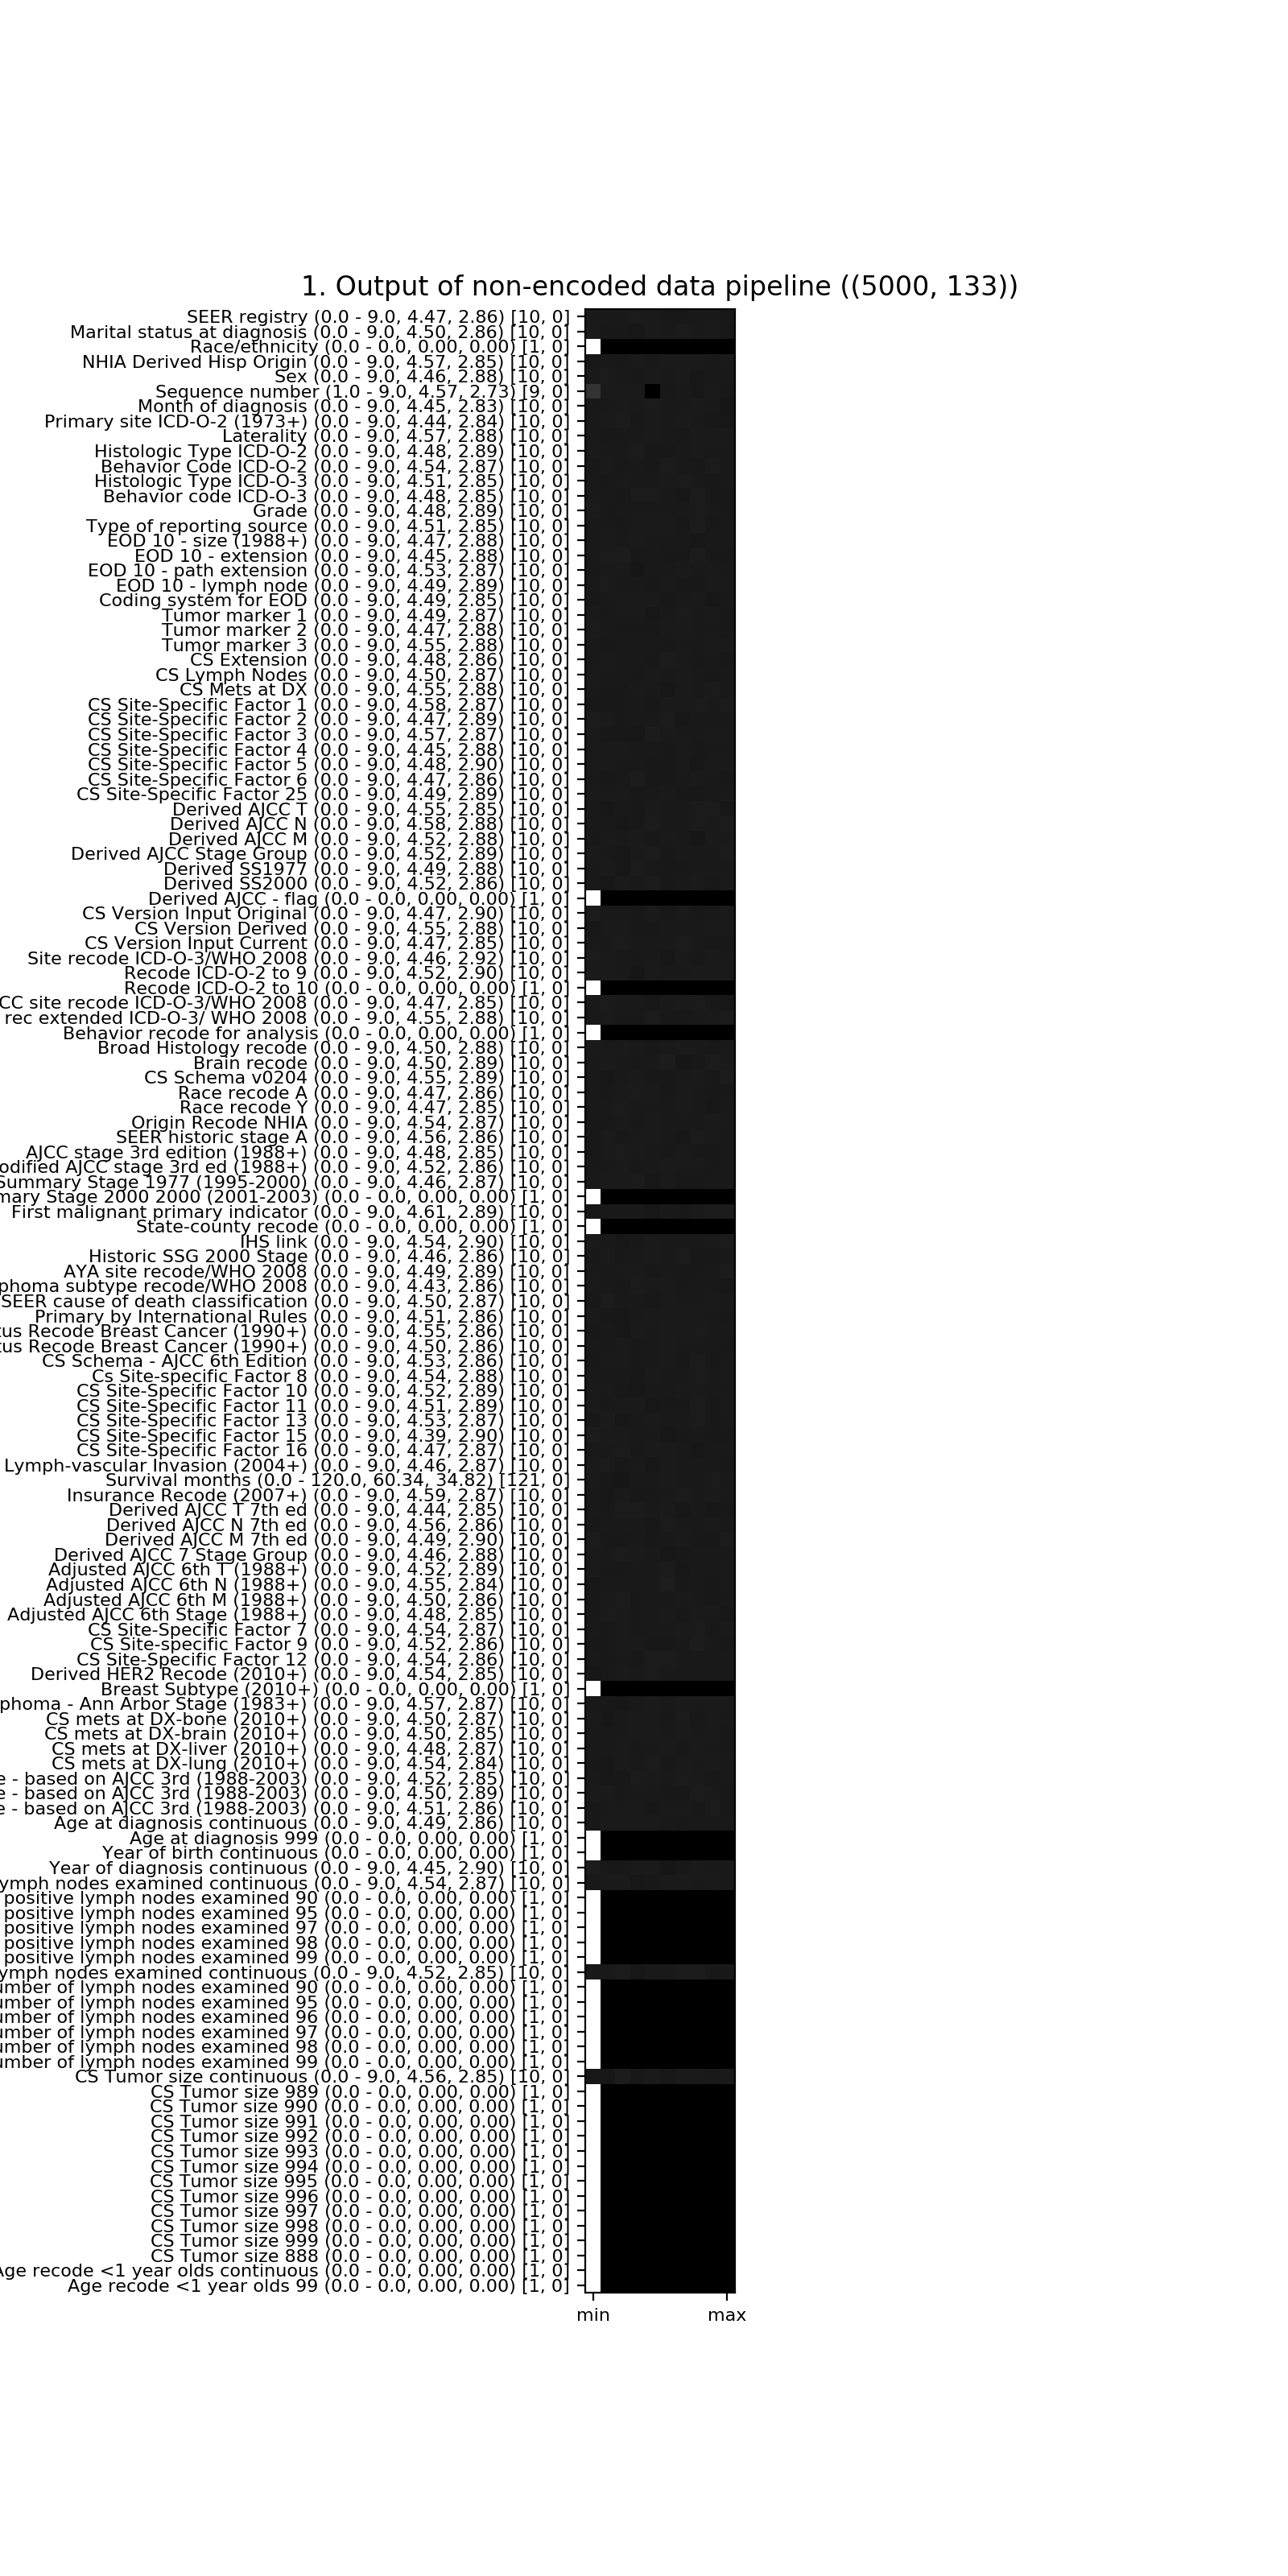 1. Output of non-encoded data pipeline ((5000, 133))
SEER registry (0.0 - 9.0, 4.47, 2.86) [10, 0]
Marital status at diagnosis (0.0 - 9.0, 4.50, 2.86) [10, 0]
Race/ethnicity (0.0 - 0.0, 0.00, 0.00) [1, 0]
NHIA Derived Hisp Origin (0.0 - 9.0, 4.57, 2.85) [10, 0]
Sex (0.0 - 9.0, 4.46, 2.88) [10, 0]
Sequence number (1.0 - 9.0, 4.57, 2.73) [9, 0]
Month of diagnosis (0.0 - 9.0, 4.45, 2.83) [10, 0]
Primary site ICD-O-2 (1973+) (0.0 - 9.0, 4.44, 2.84) [10, 0]
Laterality (0.0 - 9.0, 4.57, 2.88) [10, 0]
Histologic Type ICD-O-2 (0.0 - 9.0, 4.48, 2.89) [10, 0]
Behavior Code ICD-O-2 (0.0 - 9.0, 4.54, 2.87) [10, 0]
Histologic Type ICD-O-3 (0.0 - 9.0, 4.51, 2.85) [10, 0]
Behavior code ICD-O-3 (0.0 - 9.0, 4.48, 2.85) [10, 0]
Grade (0.0 - 9.0, 4.48, 2.89) [10, 0]
Type of reporting source (0.0 - 9.0, 4.51, 2.85) [10, 0]
EOD 10 - size (1988+) (0.0 - 9.0, 4.47, 2.88) [10, 0]
EOD 10 - extension (0.0 - 9.0, 4.45, 2.88) [10, 0]
EOD 10 - path extension (0.0 - 9.0, 4.53, 2.87) [10, 0]
EOD 10 - lymph node (0.0 - 9.0, 4.49, 2.89) [10, 0]
Coding system for EOD (0.0 - 9.0, 4.49, 2.85) [10, 0]
Tumor marker 1 (0.0 - 9.0, 4.49, 2.87) [10, 0]
Tumor marker 2 (0.0 - 9.0, 4.47, 2.88) [10, 0]
Tumor marker 3 (0.0 - 9.0, 4.55, 2.88) [10, 0]
CS Extension (0.0 - 9.0, 4.48, 2.86) [10, 0]
CS Lymph Nodes (0.0 - 9.0, 4.50, 2.87) [10, 0]
CS Mets at DX (0.0 - 9.0, 4.55, 2.88) [10, 0]
CS Site-Specific Factor 1 (0.0 - 9.0, 4.58, 2.87) [10, 0]
CS Site-Specific Factor 2 (0.0 - 9.0, 4.47, 2.89) [10, 0]
CS Site-Specific Factor 3 (0.0 - 9.0, 4.57, 2.87) [10, 0]
CS Site-Specific Factor 4 (0.0 - 9.0, 4.45, 2.88) [10, 0]
CS Site-Specific Factor 5 (0.0 - 9.0, 4.48, 2.90) [10, 0]
CS Site-Specific Factor 6 (0.0 - 9.0, 4.47, 2.86) [10, 0]
CS Site-Specific Factor 25 (0.0 - 9.0, 4.49, 2.89) [10, 0]
Derived AJCC T (0.0 - 9.0, 4.55, 2.85) [10, 0]
Derived AJCC N (0.0 - 9.0, 4.58, 2.88) [10, 0]
Derived AJCC M (0.0 - 9.0, 4.52, 2.88) [10, 0]
Derived AJCC Stage Group (0.0 - 9.0, 4.52, 2.89) [10, 0]
Derived SS1977 (0.0 - 9.0, 4.49, 2.88) [10, 0]
Derived SS2000 (0.0 - 9.0, 4.52, 2.86) [10, 0]
Derived AJCC - flag (0.0 - 0.0, 0.00, 0.00) [1, 0]
CS Version Input Original (0.0 - 9.0, 4.47, 2.90) [10, 0]
CS Version Derived (0.0 - 9.0, 4.55, 2.88) [10, 0]
CS Version Input Current (0.0 - 9.0, 4.47, 2.85) [10, 0]
Site recode ICD-O-3/WHO 2008 (0.0 - 9.0, 4.46, 2.92) [10, 0]
Recode ICD-O-2 to 9 (0.0 - 9.0, 4.52, 2.90) [10, 0]
Recode ICD-O-2 to 10 (0.0 - 0.0, 0.00, 0.00) [1, 0]
CC site recode ICD-O-3/WHO 2008 (0.0 - 9.0, 4.47, 2.85) [10, 0]
rec extended ICD-O-3/ WHO 2008 (0.0 - 9.0, 4.55, 2.88) [10, 0]
Behavior recode for analysis (0.0 - 0.0, 0.00, 0.00) [1, 0]
Broad Histology recode (0.0 - 9.0, 4.50, 2.88) [10, 0]
Brain recode (0.0 - 9.0, 4.50, 2.89) [10, 0]
CS Schema v0204 (0.0 - 9.0, 4.55, 2.89) [10, 0]
Race recode A (0.0 - 9.0, 4.47, 2.86) [10, 0]
Race recode Y (0.0 - 9.0, 4.47, 2.85) [10, 0]
Origin Recode NHIA (0.0 - 9.0, 4.54, 2.87) [10, 0]
SEER historic stage A (0.0 - 9.0, 4.56, 2.86) [10, 0]
AJCC stage 3rd edition (1988+) (0.0 - 9.0, 4.48, 2.85) [10, 0]
odified AJCC stage 3rd ed (1988+) (0.0 - 9.0, 4.52, 2.86) [10, 0]
Summary Stage 1977 (1995-2000) (0.0 - 9.0, 4.46, 2.87) [10, 0]
mary Stage 2000 2000 (2001-2003) (0.0 - 0.0, 0.00, 0.00) [1, 0]
First malignant primary indicator (0.0 - 9.0, 4.61, 2.89) [10, 0]
State-county recode (0.0 - 0.0, 0.00, 0.00) [1, 0]
IHS link (0.0 - 9.0, 4.54, 2.90) [10, 0]
Historic SSG 2000 Stage (0.0 - 9.0, 4.46, 2.86) [10, 0]
AYA site recode/WHO 2008 (0.0 - 9.0, 4.49, 2.89) [10, 0]
phoma subtype recode/WHO 2008 (0.0 - 9.0, 4.43, 2.86) [10, 0]
SEER cause of death classification (0.0 - 9.0, 4.50, 2.87) [10, 0]
Primary by International Rules (0.0 - 9.0, 4.51, 2.86) [10, 0]
tus Recode Breast Cancer (1990+) (0.0 - 9.0, 4.55, 2.86) [10, 0]
tus Recode Breast Cancer (1990+) (0.0 - 9.0, 4.50, 2.86) [10, 0]
CS Schema - AJCC 6th Edition (0.0 - 9.0, 4.53, 2.86) [10, 0]
Cs Site-specific Factor 8 (0.0 - 9.0, 4.54, 2.88) [10, 0]
CS Site-Specific Factor 10 (0.0 - 9.0, 4.52, 2.89) [10, 0]
CS Site-Specific Factor 11 (0.0 - 9.0, 4.51, 2.89) [10, 0]
CS Site-Specific Factor 13 (0.0 - 9.0, 4.53, 2.87) [10, 0]
CS Site-Specific Factor 15 (0.0 - 9.0, 4.39, 2.90) [10, 0]
CS Site-Specific Factor 16 (0.0 - 9.0, 4.47, 2.87) [10, 0]
Lymph-vascular Invasion (2004+) (0.0 - 9.0, 4.46, 2.87) [10, 0]
Survival months (0.0 - 120.0, 60.34, 34.82) [121, 0]
Insurance Recode (2007+) (0.0 - 9.0, 4.59, 2.87) [10, 0]
Derived AJCC T 7th ed (0.0 - 9.0, 4.44, 2.85) [10, 0]
Derived AJCC N 7th ed (0.0 - 9.0, 4.56, 2.86) [10, 0]
Derived AJCC M 7th ed (0.0 - 9.0, 4.49, 2.90) [10, 0]
Derived AJCC 7 Stage Group (0.0 - 9.0, 4.46, 2.88) [10, 0]
Adjusted AJCC 6th T (1988+) (0.0 - 9.0, 4.52, 2.89) [10, 0]
Adjusted AJCC 6th N (1988+) (0.0 - 9.0, 4.55, 2.84) [10, 0]
Adjusted AJCC 6th M (1988+) (0.0 - 9.0, 4.50, 2.86) [10, 0]
Adjusted AJCC 6th Stage (1988+) (0.0 - 9.0, 4.48, 2.85) [10, 0]
CS Site-Specific Factor 7 (0.0 - 9.0, 4.54, 2.87) [10, 0]
CS Site-specific Factor 9 (0.0 - 9.0, 4.52, 2.86) [10, 0]
CS Site-Specific Factor 12 (0.0 - 9.0, 4.54, 2.86) [10, 0]
Derived HER2 Recode (2010+) (0.0 - 9.0, 4.54, 2.85) [10, 0]
Breast Subtype (2010+) (0.0 - 0.0, 0.00, 0.00) [1, 0]
phoma - Ann Arbor Stage (1983+) (0.0 - 9.0, 4.57, 2.87) [10, 0]
CS mets at DX-bone (2010+) (0.0 - 9.0, 4.50, 2.87) [10, 0]
CS mets at DX-brain (2010+) (0.0 - 9.0, 4.50, 2.85) [10, 0]
CS mets at DX-liver (2010+) (0.0 - 9.0, 4.48, 2.87) [10, 0]
CS mets at DX-lung (2010+) (0.0 - 9.0, 4.54, 2.84) [10, 0]
e - based on AJCC 3rd (1988-2003) (0.0 - 9.0, 4.52, 2.85) [10, 0]
e - based on AJCC 3rd (1988-2003) (0.0 - 9.0, 4.50, 2.89) [10, 0]
e - based on AJCC 3rd (1988-2003) (0.0 - 9.0, 4.51, 2.86) [10, 0]
Age at diagnosis continuous (0.0 - 9.0, 4.49, 2.86) [10, 0]
Age at diagnosis 999 (0.0 - 0.0, 0.00, 0.00) [1, 0]
Year of birth continuous (0.0 - 0.0, 0.00, 0.00) [1, 0]
Year of diagnosis continuous (0.0 - 9.0, 4.45, 2.90) [10, 0]
ymph nodes examined continuous (0.0 - 9.0, 4.54, 2.87) [10, 0]
positive lymph nodes examined 90 (0.0 - 0.0, 0.00, 0.00) [1, 0]
positive lymph nodes examined 95 (0.0 - 0.0, 0.00, 0.00) [1, 0]
positive lymph nodes examined 97 (0.0 - 0.0, 0.00, 0.00) [1, 0]
positive lymph nodes examined 98 (0.0 - 0.0, 0.00, 0.00) [1, 0]
positive lymph nodes examined 99 (0.0 - 0.0, 0.00, 0.00) [1, 0]
ymph nodes examined continuous (0.0 - 9.0, 4.52, 2.85) [10, 0]
umber of lymph nodes examined 90 (0.0 - 0.0, 0.00, 0.00) [1, 0]
umber of lymph nodes examined 95 (0.0 - 0.0, 0.00, 0.00) [1, 0]
umber of lymph nodes examined 96 (0.0 - 0.0, 0.00, 0.00) [1, 0]
umber of lymph nodes examined 97 (0.0 - 0.0, 0.00, 0.00) [1, 0]
umber of lymph nodes examined 98 (0.0 - 0.0, 0.00, 0.00) [1, 0]
umber of lymph nodes examined 99 (0.0 - 0.0, 0.00, 0.00) [1, 0]
CS Tumor size continuous (0.0 - 9.0, 4.56, 2.85) [10, 0]
CS Tumor size 989 (0.0 - 0.0, 0.00, 0.00) [1, 0]
CS Tumor size 990 (0.0 - 0.0, 0.00, 0.00) [1, 0]
CS Tumor size 991 (0.0 - 0.0, 0.00, 0.00) [1, 0]
CS Tumor size 992 (0.0 - 0.0, 0.00, 0.00) [1, 0]
CS Tumor size 993 (0.0 - 0.0, 0.00, 0.00) [1, 0]
CS Tumor size 994 (0.0 - 0.0, 0.00, 0.00) [1, 0]
CS Tumor size 995 (0.0 - 0.0, 0.00, 0.00) [1, 0]
CS Tumor size 996 (0.0 - 0.0, 0.00, 0.00) [1, 0]
CS Tumor size 997 (0.0 - 0.0, 0.00, 0.00) [1, 0]
CS Tumor size 998 (0.0 - 0.0, 0.00, 0.00) [1, 0]
CS Tumor size 999 (0.0 - 0.0, 0.00, 0.00) [1, 0]
CS Tumor size 888 (0.0 - 0.0, 0.00, 0.00) [1, 0]
Age recode <1 year olds continuous (0.0 - 0.0, 0.00, 0.00) [1, 0]
Age recode <1 year olds 99 (0.0 - 0.0, 0.00, 0.00) [1, 0]
min max